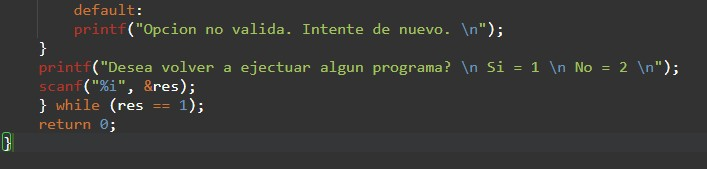 default:
printf("Opcion no valida. Intente de nuevo. \n");
}
printf("Desea volver a ejectuar algun programa? \n Si = 1 \n No = 2 \n");
scanf("%i", &res);
} while (res == 1);
return 0;
}